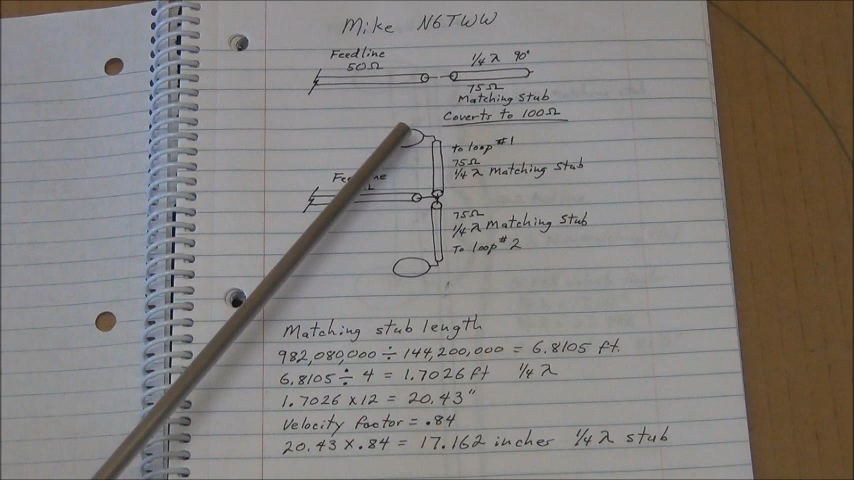 Mike N6TWW
Feedline
50Ω
1/4 λ 90°
75Ω
Matching Stub
Coverts to 100Ω
to loop #1
75Ω
1/4 λ Matching Stub
75Ω
1/4 λ Matching Stub
To loop #2
Matching stub length
982,080,000 ÷ 144,200,000 = 6.8105 ft.
6.8105 ÷ 4 = 1.7026 ft 1/4 λ
1.7026 x 12 = 20.43"
Velocity factor = .84
20.43 x .84 = 17.162 incher 1/4 λ stub